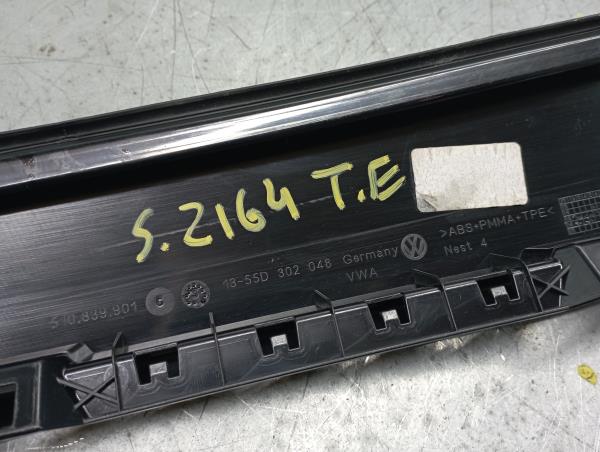 S.2164 T.E
>ABS+PMMA+TPE<
Nest 4
13-55D 302 048 Germany
VWA
510.839.901 G